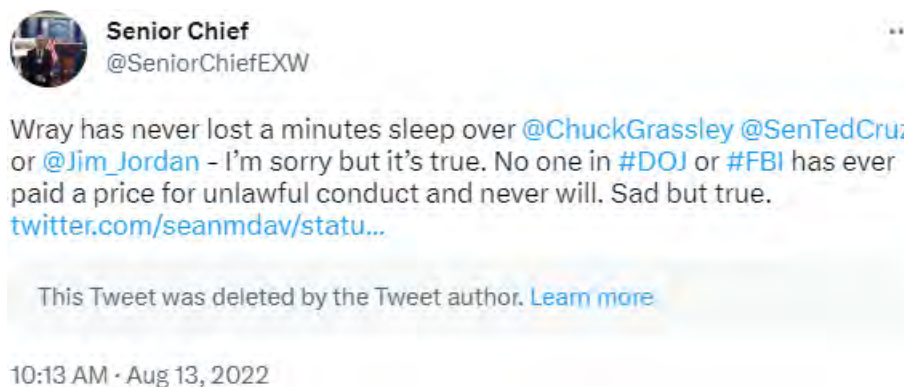 Senior Chief
@SeniorChiefEXW
Wray has never lost a minutes sleep over @ChuckGrassley @SenTedCruz
or @Jim_Jordan - I'm sorry but it's true. No one in #DOJ or #FBI has ever
paid a price for unlawful conduct and never will. Sad but true.
twitter.com/seanmdav/statu...
This Tweet was deleted by the Tweet author. Learn more
10:13 AM · Aug 13, 2022